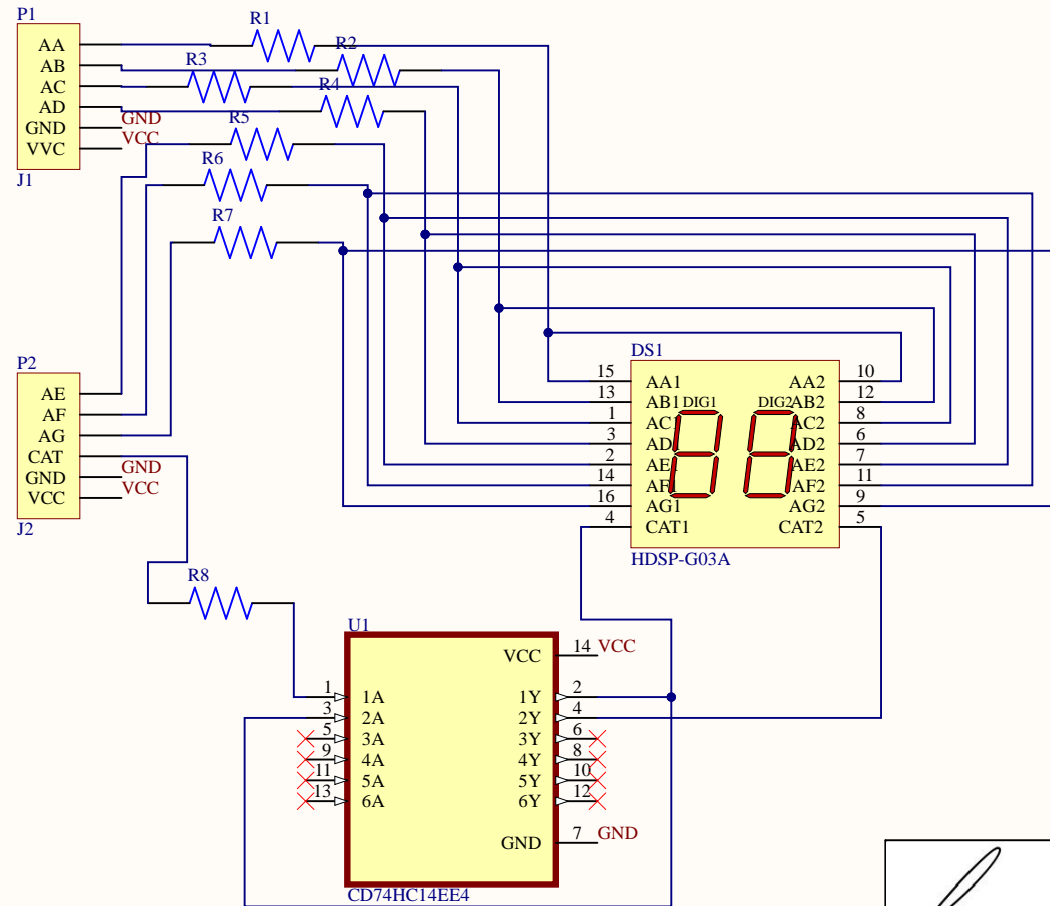 P1
AA
AB
AC
AD
GND
VVC
J1
GND
VCC
R1
R2
R3
R4
R5
R6
R7
P2
AE
AF
AG
CAT
GND
VCC
J2
GND
VCC
R8
DS1
15 AA1 AA2 10
13 AB1 DIG1 DIG2 AB2 12
1 AC1 AC2 8
3 AD1 AD2 6
2 AE1 AE2 7
14 AF1 AF2 11
16 AG1 AG2 9
4 CAT1 CAT2 5
HDSP-G03A
U1
VCC 14 VCC
1 1A 1Y 2
3 2A 2Y 4
5 3A 3Y 6
9 4A 4Y 8
11 5A 5Y 10
13 6A 6Y 12
GND 7 GND
CD74HC14EE4